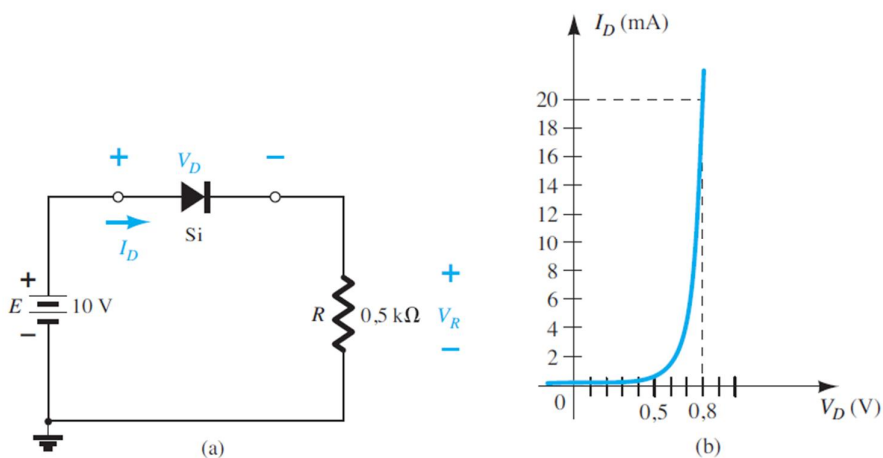 + V_D −
I_D
Si
+
E 10 V
−
R 0,5 kΩ
+
V_R
−
(a)
I_D (mA)
20
18
16
14
12
10
8
6
4
2
0 0,5 0,8 V_D (V)
(b)